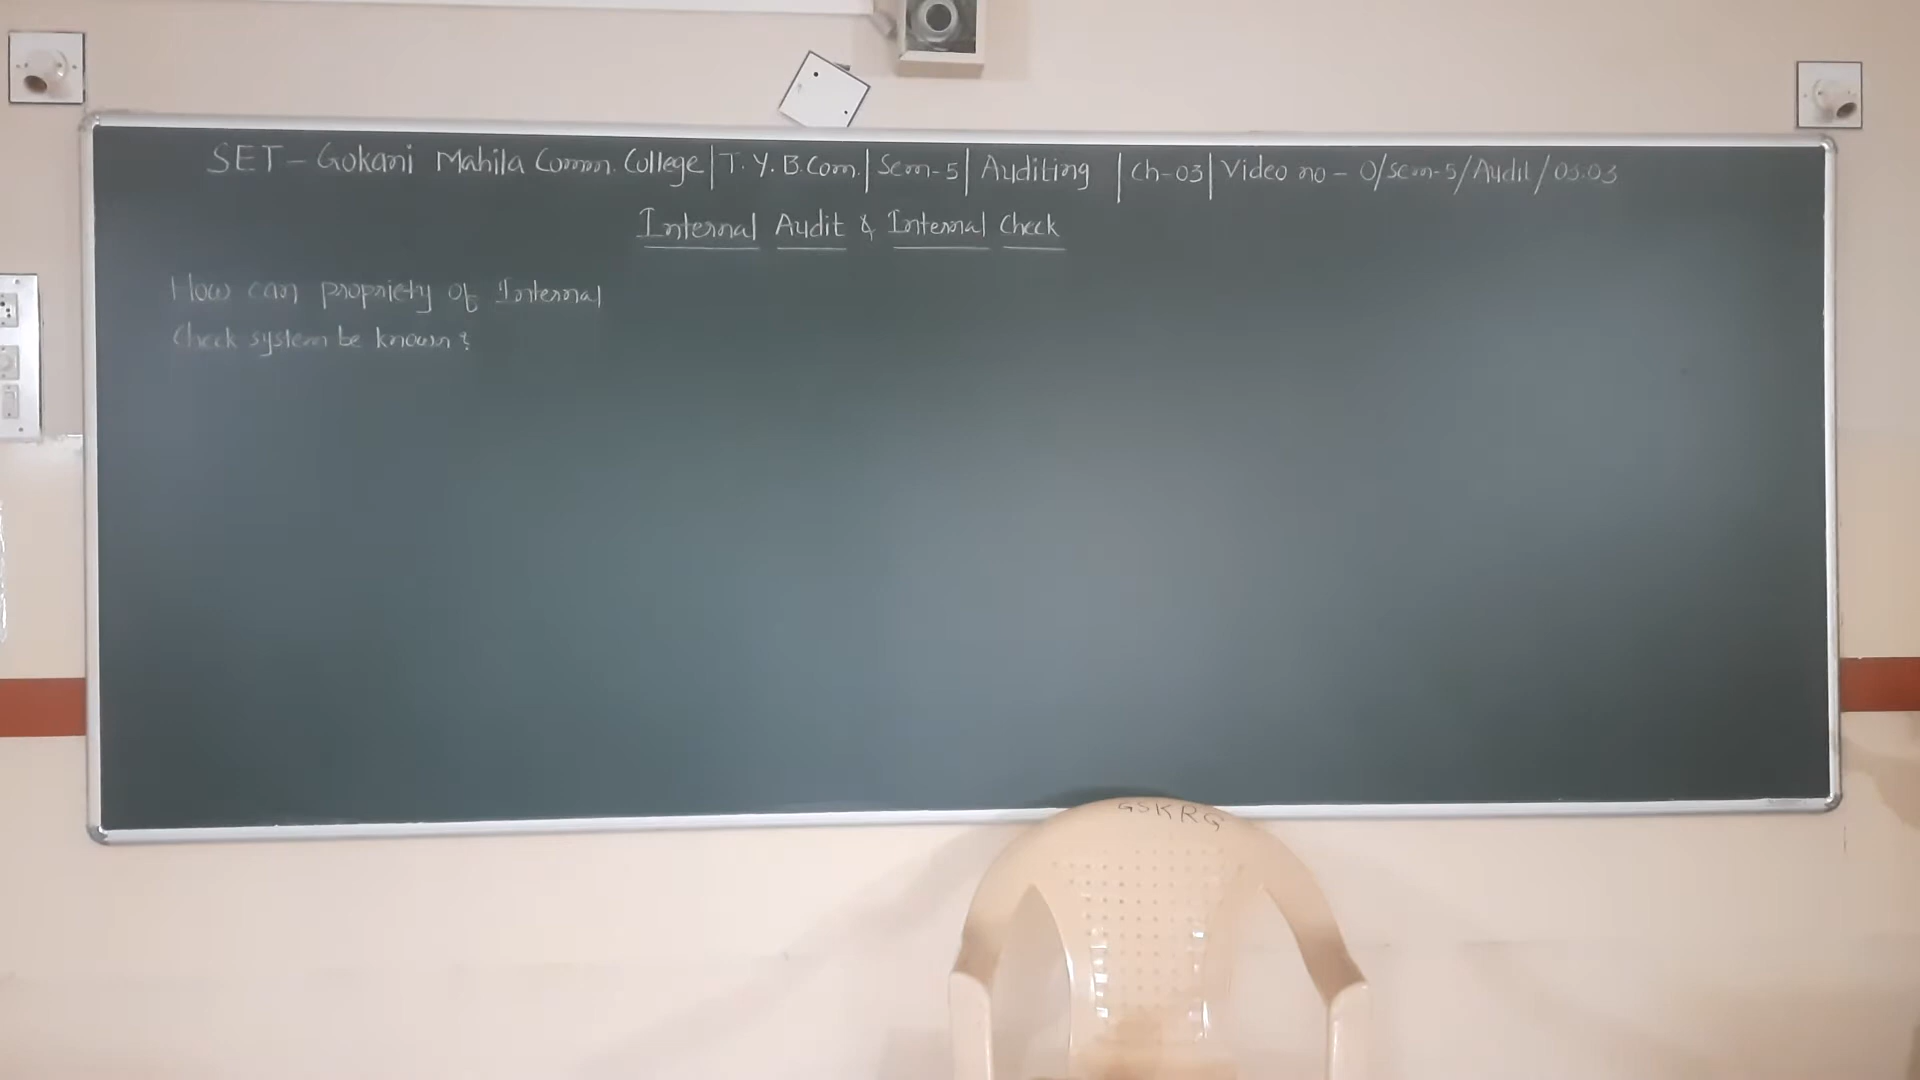 SET - Gokani Mahila Comm. College | T. Y. B.Com. | Sem-5 | Auditing | Ch-03 | Video no - O/Sem-5/Audit/03.03
Internal Audit & Internal Check
How can propriety of Internal
Check system be known?
GSKRG